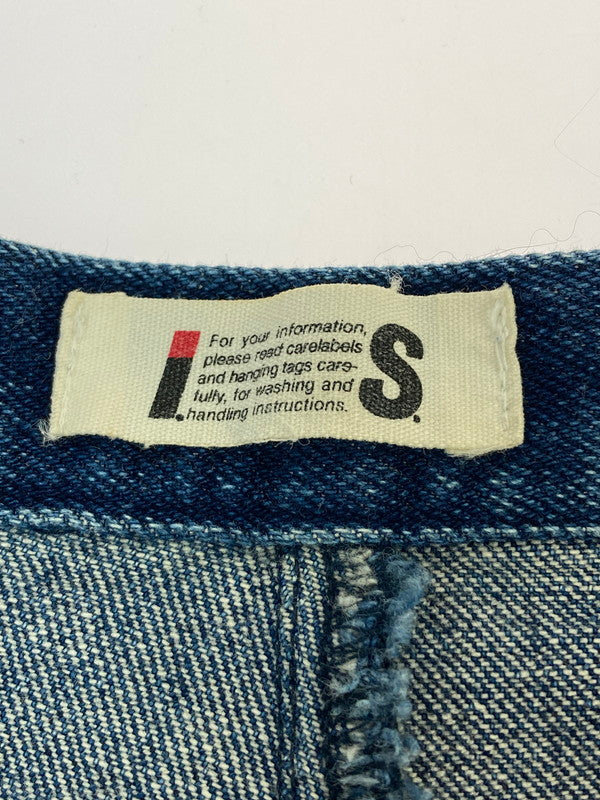 I.
For your information,
please read carelabels
and hanging tags care-
fully, for washing and
handling instructions.
S.